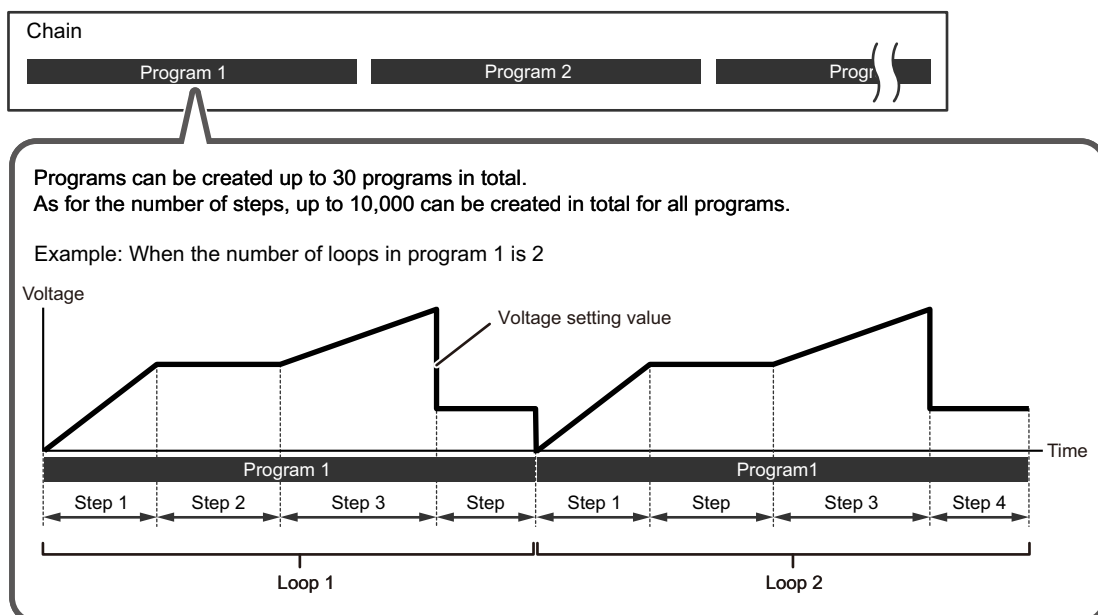 Chain
Program 1 Program 2 Progr
Programs can be created up to 30 programs in total.
As for the number of steps, up to 10,000 can be created in total for all programs.
Example: When the number of loops in program 1 is 2
Voltage
Voltage setting value
Time
Program 1 Program1
Step 1 Step 2 Step 3 Step Step 1 Step Step 3 Step 4
Loop 1 Loop 2